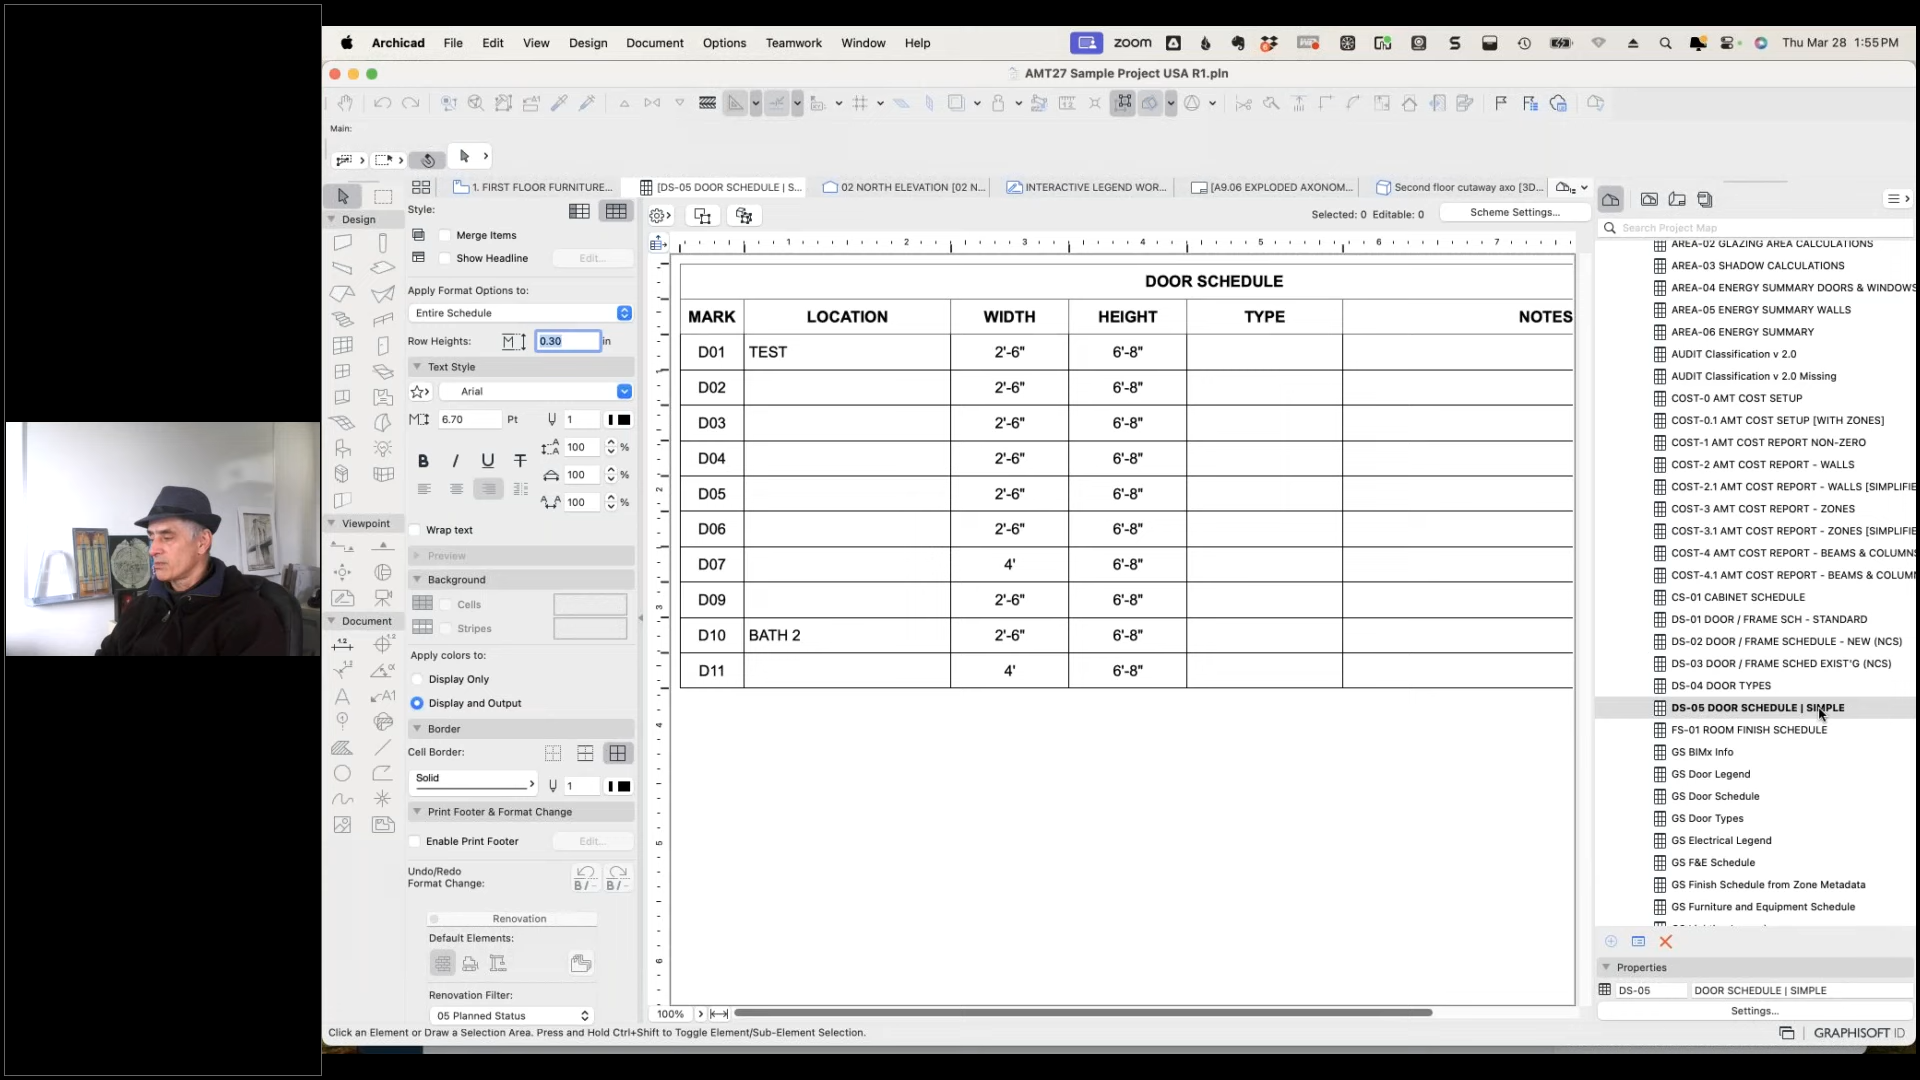 Archicad File Edit View Design Document Options Teamwork Window Help zoom Thu Mar 28 1:55 PM
AMT27 Sample Project USA R1.pln
Main:
1. FIRST FLOOR FURNITURE... [DS-05 DOOR SCHEDULE | S... 02 NORTH ELEVATION [02 N... INTERACTIVE LEGEND WOR... [A9.06 EXPLODED AXONOM... Second floor cutaway axo [3D...
Design
Viewpoint
Document
Style:
Merge Items
Show Headline Edit...
Apply Format Options to:
Entire Schedule
Row Heights: 0.30 in
Text Style
Arial
6.70 Pt 1
100 %
B I U T
100 %
100 %
Wrap text
Preview
Background
Cells
Stripes
Apply colors to:
Display Only
Display and Output
Border
Cell Border:
Solid 1
Print Footer & Format Change
Enable Print Footer Edit...
Undo/Redo
Format Change:
Renovation
Default Elements:
Renovation Filter:
05 Planned Status
Selected: 0 Editable: 0 Scheme Settings...
1 2 3 4 5 6 7
1
2
3
4
5
6
DOOR SCHEDULE
MARK LOCATION WIDTH HEIGHT TYPE NOTES
D01 TEST 2'-6" 6'-8"
D02 2'-6" 6'-8"
D03 2'-6" 6'-8"
D04 2'-6" 6'-8"
D05 2'-6" 6'-8"
D06 2'-6" 6'-8"
D07 4' 6'-8"
D09 2'-6" 6'-8"
D10 BATH 2 2'-6" 6'-8"
D11 4' 6'-8"
100%
Search Project Map
AREA-02 GLAZING AREA CALCULATIONS
AREA-03 SHADOW CALCULATIONS
AREA-04 ENERGY SUMMARY DOORS & WINDOWS
AREA-05 ENERGY SUMMARY WALLS
AREA-06 ENERGY SUMMARY
AUDIT Classification v 2.0
AUDIT Classification v 2.0 Missing
COST-0 AMT COST SETUP
COST-0.1 AMT COST SETUP [WITH ZONES]
COST-1 AMT COST REPORT NON-ZERO
COST-2 AMT COST REPORT - WALLS
COST-2.1 AMT COST REPORT - WALLS [SIMPLIFIE
COST-3 AMT COST REPORT - ZONES
COST-3.1 AMT COST REPORT - ZONES [SIMPLIFIE
COST-4 AMT COST REPORT - BEAMS & COLUMN
COST-4.1 AMT COST REPORT - BEAMS & COLUM
CS-01 CABINET SCHEDULE
DS-01 DOOR / FRAME SCH - STANDARD
DS-02 DOOR / FRAME SCHEDULE - NEW (NCS)
DS-03 DOOR / FRAME SCHED EXIST'G (NCS)
DS-04 DOOR TYPES
DS-05 DOOR SCHEDULE | SIMPLE
FS-01 ROOM FINISH SCHEDULE
GS BIMx Info
GS Door Legend
GS Door Schedule
GS Door Types
GS Electrical Legend
GS F&E Schedule
GS Finish Schedule from Zone Metadata
GS Furniture and Equipment Schedule
Properties
DS-05 DOOR SCHEDULE | SIMPLE
Settings...
Click an Element or Draw a Selection Area. Press and Hold Ctrl+Shift to Toggle Element/Sub-Element Selection.
GRAPHISOFT ID